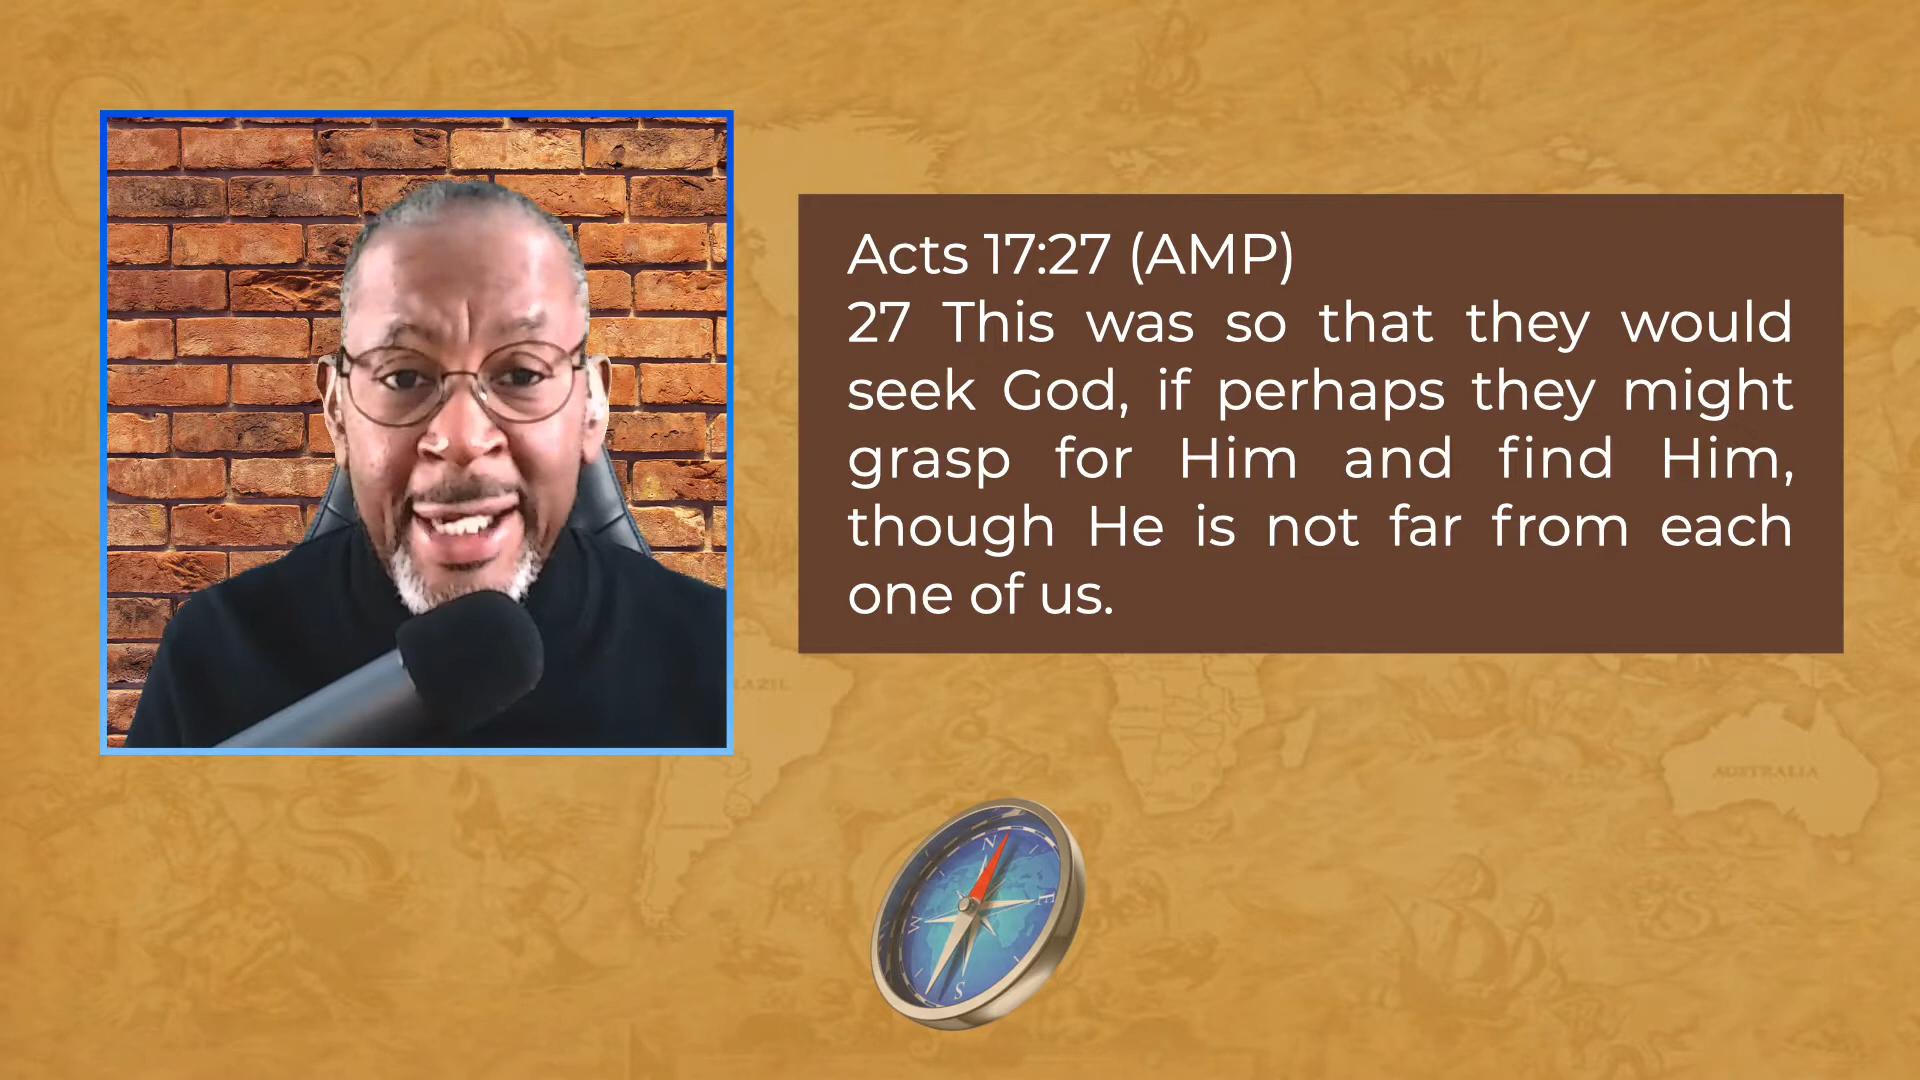 Acts 17:27 (AMP)
27 This was so that they would
seek God, if perhaps they might
grasp for Him and find Him,
though He is not far from each
one of us.
AUSTRALIA
N
E
W
S